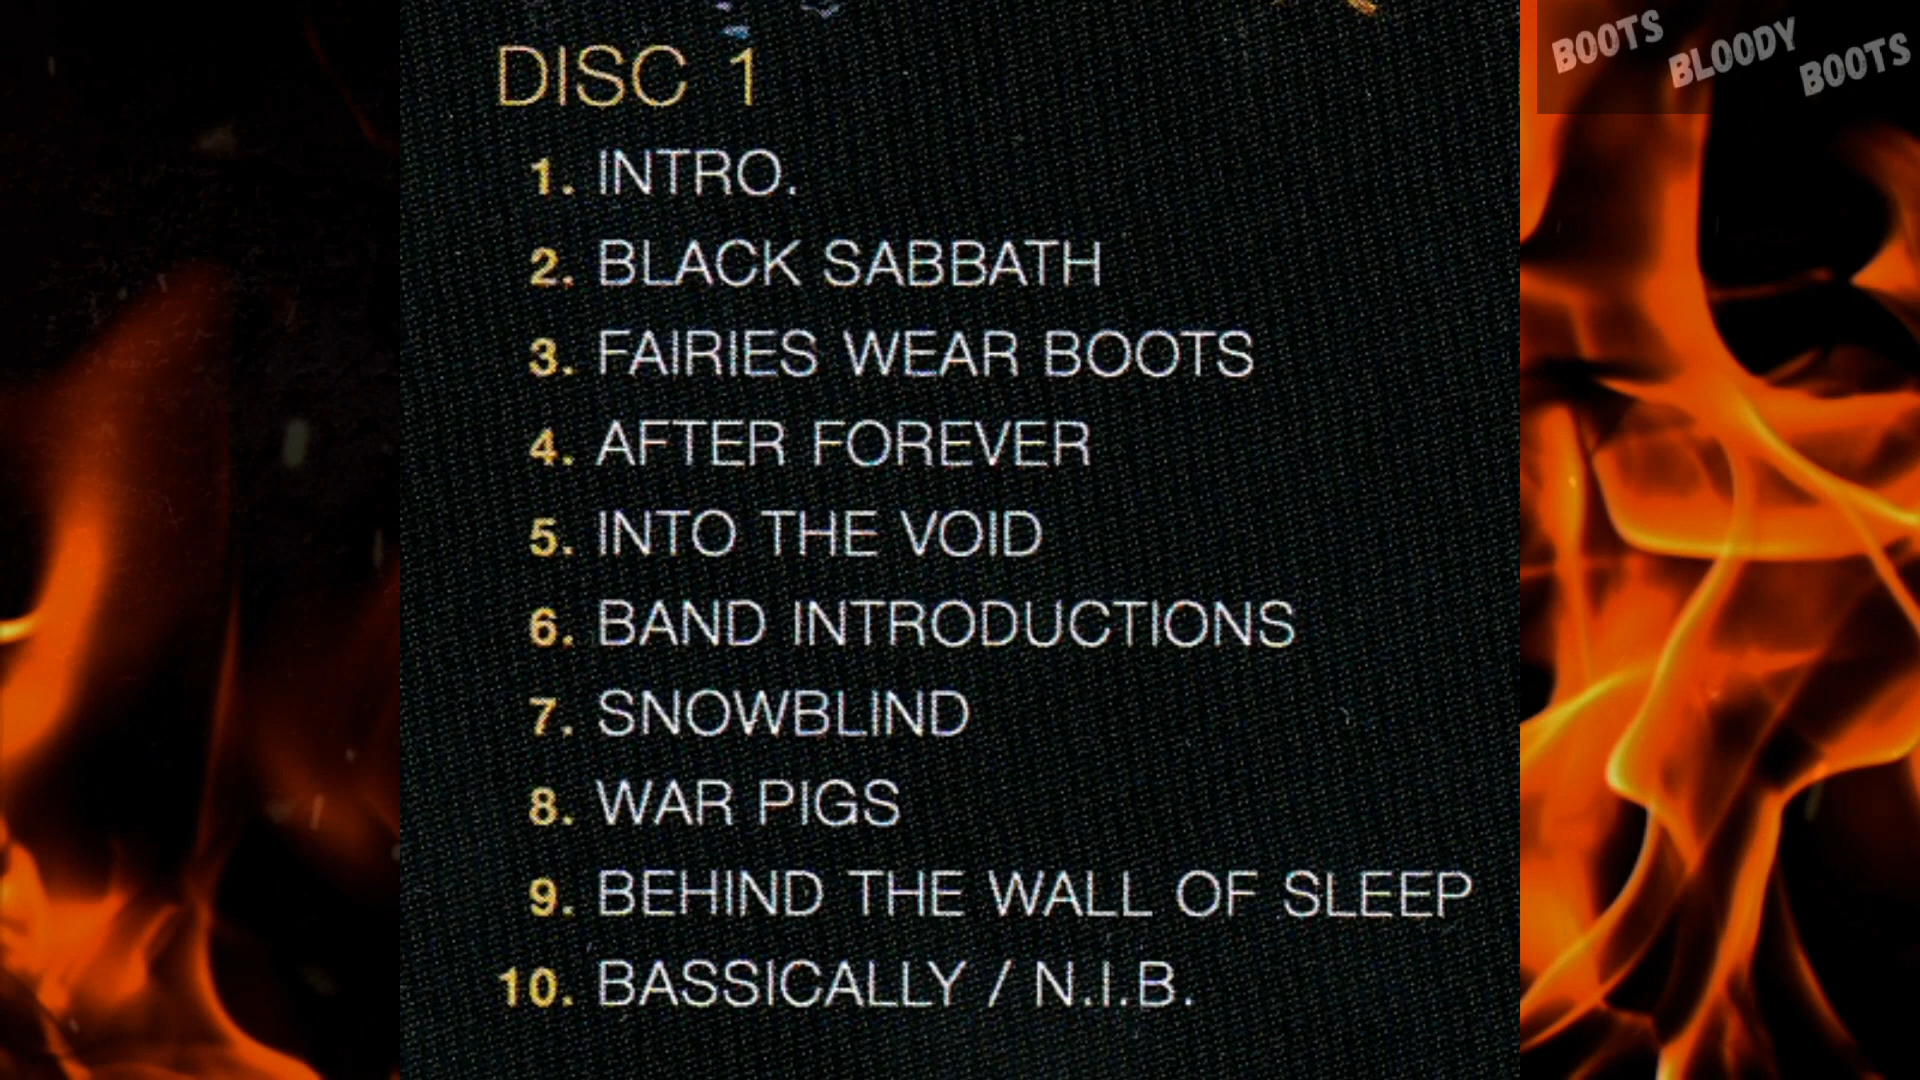 BOOTS BLOODY BOOTS
DISC 1
1. INTRO.
2. BLACK SABBATH
3. FAIRIES WEAR BOOTS
4. AFTER FOREVER
5. INTO THE VOID
6. BAND INTRODUCTIONS
7. SNOWBLIND
8. WAR PIGS
9. BEHIND THE WALL OF SLEEP
10. BASSICALLY / N.I.B.